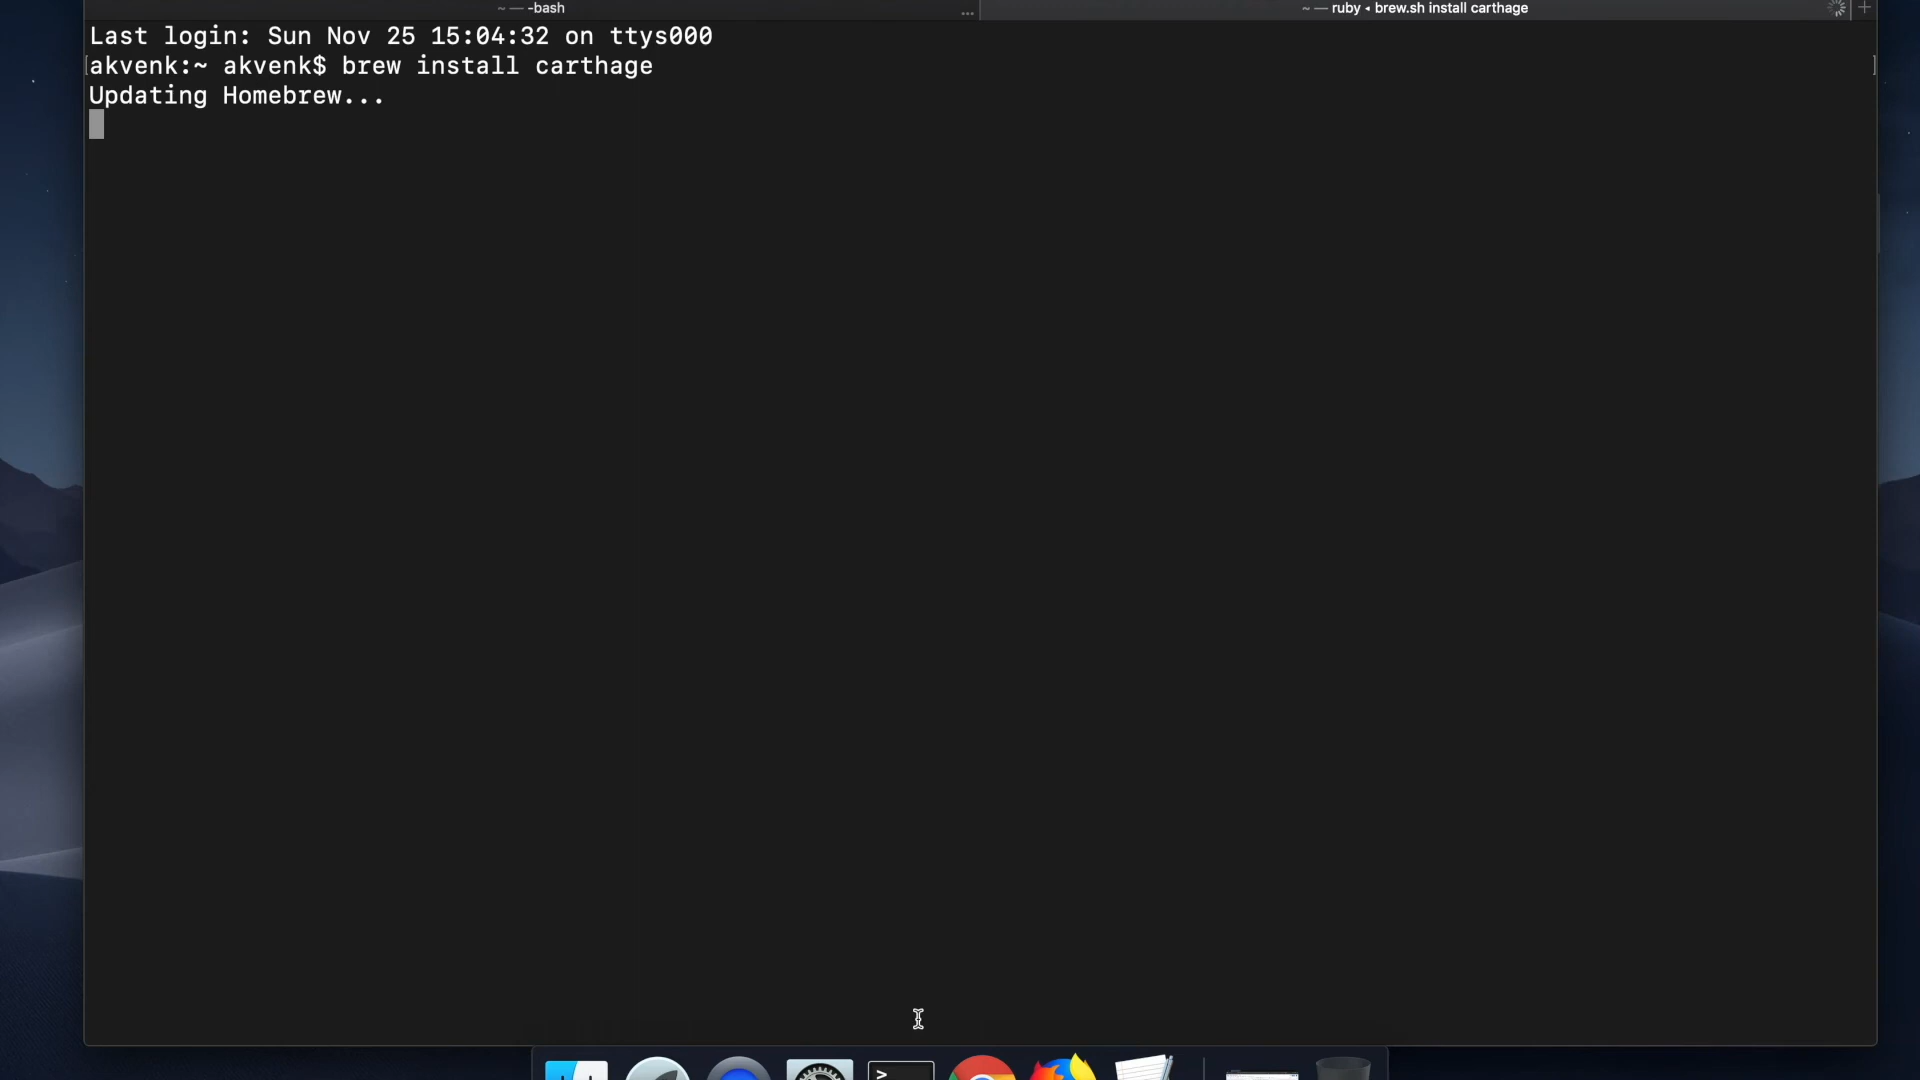 ~ — -bash
...
~ — ruby ◂ brew.sh install carthage
Last login: Sun Nov 25 15:04:32 on ttys000
[akvenk:~ akvenk$ brew install carthage ]
Updating Homebrew...